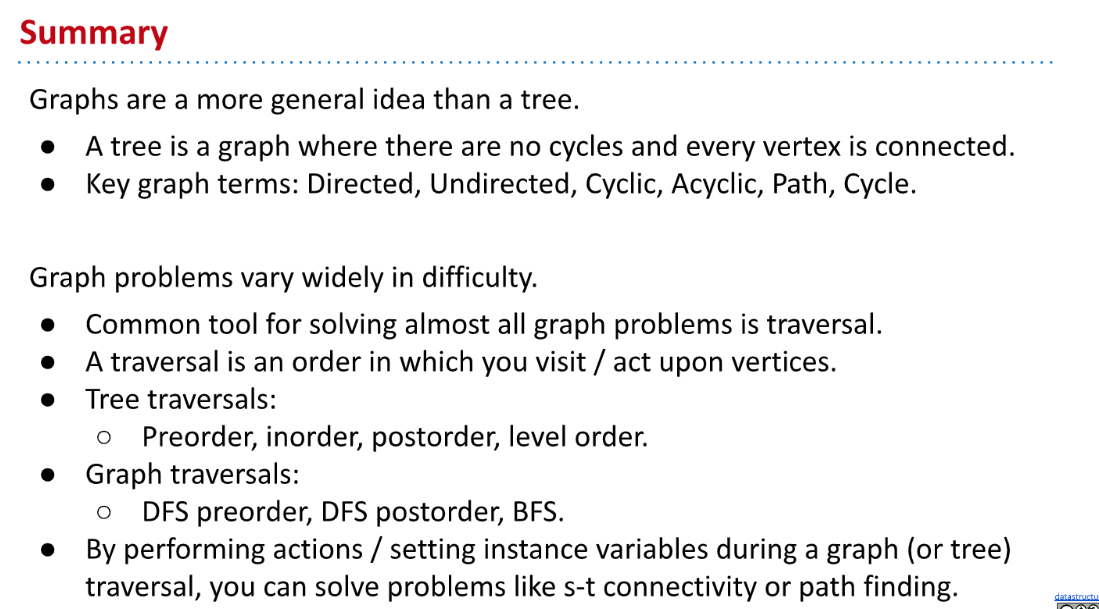 Summary
Graphs are a more general idea than a tree.
● A tree is a graph where there are no cycles and every vertex is connected.
● Key graph terms: Directed, Undirected, Cyclic, Acyclic, Path, Cycle.
Graph problems vary widely in difficulty.
● Common tool for solving almost all graph problems is traversal.
● A traversal is an order in which you visit / act upon vertices.
● Tree traversals:
○ Preorder, inorder, postorder, level order.
● Graph traversals:
○ DFS preorder, DFS postorder, BFS.
● By performing actions / setting instance variables during a graph (or tree)
traversal, you can solve problems like s-t connectivity or path finding.
datastructu